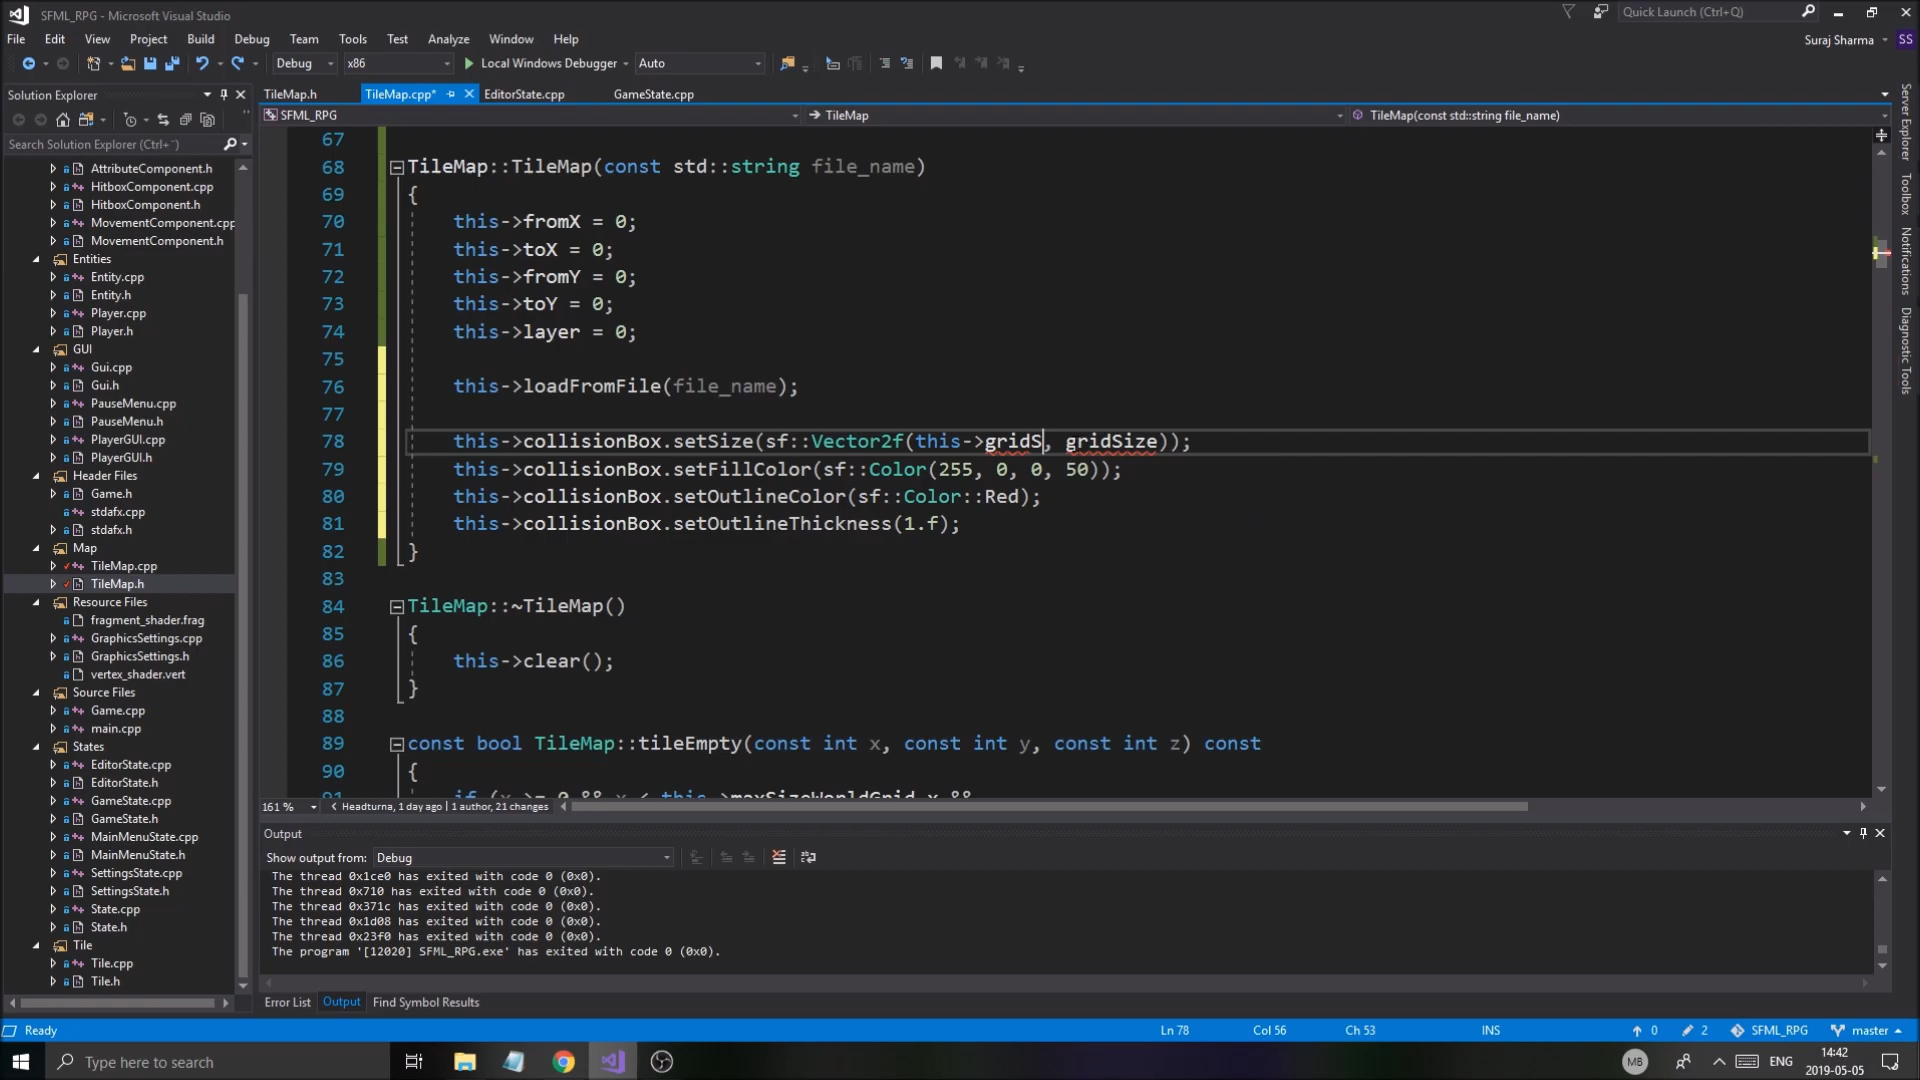 SFML_RPG - Microsoft Visual Studio
Quick Launch (Ctrl+Q)
File Edit View Project Build Debug Team Tools Test Analyze Window Help
Suraj Sharma SS
Debug x86 Local Windows Debugger Auto
Solution Explorer
TileMap.h TileMap.cpp* EditorState.cpp GameState.cpp
SFML_RPG TileMap TileMap(const std::string file_name)
Search Solution Explorer (Ctrl+¨)
AttributeComponent.h
HitboxComponent.cpp
HitboxComponent.h
MovementComponent.cpp
MovementComponent.h
Entities
Entity.cpp
Entity.h
Player.cpp
Player.h
GUI
Gui.cpp
Gui.h
PauseMenu.cpp
PauseMenu.h
PlayerGUI.cpp
PlayerGUI.h
Header Files
Game.h
stdafx.cpp
stdafx.h
Map
TileMap.cpp
TileMap.h
Resource Files
fragment_shader.frag
GraphicsSettings.cpp
GraphicsSettings.h
vertex_shader.vert
Source Files
Game.cpp
main.cpp
States
EditorState.cpp
EditorState.h
GameState.cpp
GameState.h
MainMenuState.cpp
MainMenuState.h
SettingsState.cpp
SettingsState.h
State.cpp
State.h
Tile
Tile.cpp
Tile.h
67
68 TileMap::TileMap(const std::string file_name)
69 {
70 this->fromX = 0;
71 this->toX = 0;
72 this->fromY = 0;
73 this->toY = 0;
74 this->layer = 0;
75
76 this->loadFromFile(file_name);
77
78 this->collisionBox.setSize(sf::Vector2f(this->gridS, gridSize));
79 this->collisionBox.setFillColor(sf::Color(255, 0, 0, 50));
80 this->collisionBox.setOutlineColor(sf::Color::Red);
81 this->collisionBox.setOutlineThickness(1.f);
82 }
83
84 TileMap::~TileMap()
85 {
86 this->clear();
87 }
88
89 const bool TileMap::tileEmpty(const int x, const int y, const int z) const
90 {
91 if (x >= 0 && x < this->maxSizeWorldGrid.x &&
161 % Headturna, 1 day ago | 1 author, 21 changes
Server Explorer
Toolbox
Notifications
Diagnostic Tools
Output
Show output from: Debug
The thread 0x1ce0 has exited with code 0 (0x0).
The thread 0x710 has exited with code 0 (0x0).
The thread 0x371c has exited with code 0 (0x0).
The thread 0x1d08 has exited with code 0 (0x0).
The thread 0x23f0 has exited with code 0 (0x0).
The program '[12020] SFML_RPG.exe' has exited with code 0 (0x0).
Error List Output Find Symbol Results
Ready Ln 78 Col 56 Ch 53 INS 0 2 SFML_RPG master
Type here to search
MB ENG 14:42
2019-05-05